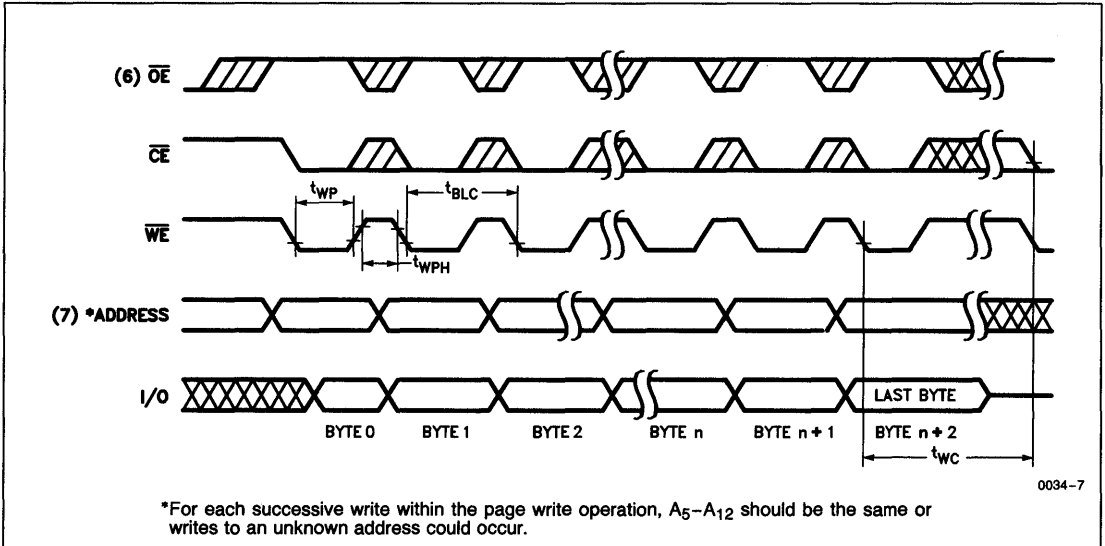 (6) OE
CE
tWP
tBLC
WE
tWPH
(7) *ADDRESS
I/O
LAST BYTE
BYTE 0 BYTE 1 BYTE 2 BYTE n BYTE n + 1 BYTE n + 2
tWC
0034-7
*For each successive write within the page write operation, A5–A12 should be the same or
writes to an unknown address could occur.